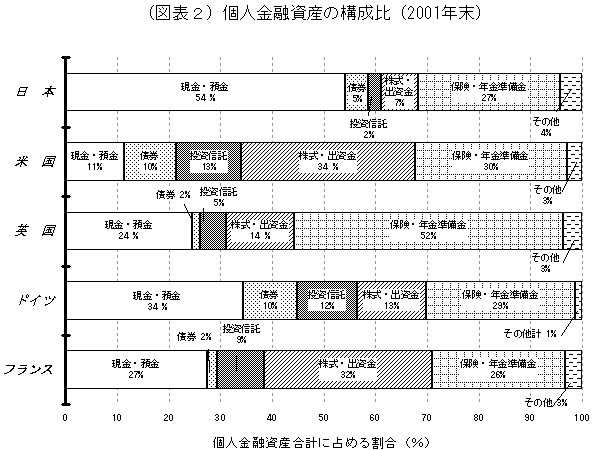 (図表2) 個人金融資産の構成比 (2001年末)
日 本
現金・預金
54 %
債券
5%
投資信託
2%
株式・出資金
7%
保険・年金準備金
27%
その他
4%
米 国
現金・預金
11%
債券
10%
投資信託
13%
株式・出資金
34 %
保険・年金準備金
30%
その他
3%
英 国
現金・預金
24 %
債券 2%
投資信託
5%
株式・出資金
14 %
保険・年金準備金
52%
その他
3%
ドイツ
現金・預金
34 %
債券
10%
投資信託
12%
株式・出資金
13%
保険・年金準備金
29%
その他計 1%
フランス
現金・預金
27%
債券 2%
投資信託
9%
株式・出資金
32%
保険・年金準備金
26%
その他 3%
0 10 20 30 40 50 60 70 80 90 100
個人金融資産合計に占める割合 (%)